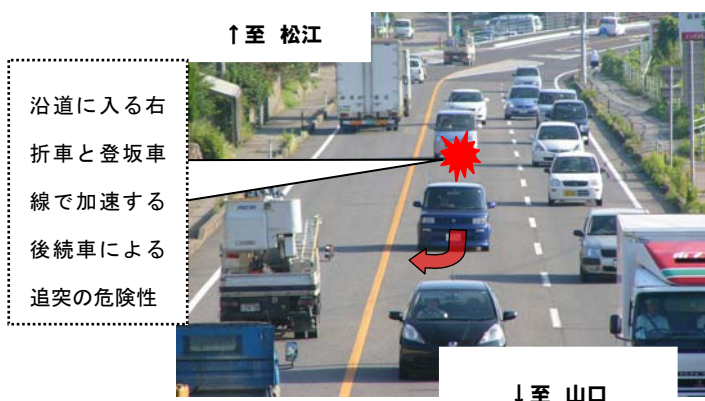 ↑至 松江
沿道に入る右
折車と登坂車
線で加速する
後続車による
追突の危険性
↓至 山口